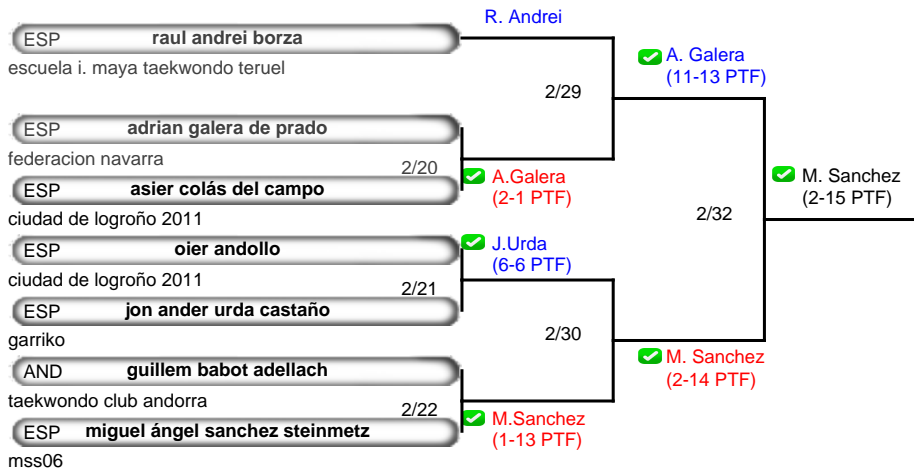 R. Andrei
ESP raul andrei borza
escuela i. maya taekwondo teruel
A. Galera
(11-13 PTF)
2/29
ESP adrian galera de prado
federacion navarra
2/20
A.Galera
(2-1 PTF)
ESP asier colás del campo
ciudad de logroño 2011
M. Sanchez
(2-15 PTF)
2/32
ESP oier andollo
ciudad de logroño 2011
J.Urda
(6-6 PTF)
2/21
ESP jon ander urda castaño
garriko
2/30
M. Sanchez
(2-14 PTF)
AND guillem babot adellach
taekwondo club andorra
2/22
M.Sanchez
(1-13 PTF)
ESP miguel ángel sanchez steinmetz
mss06